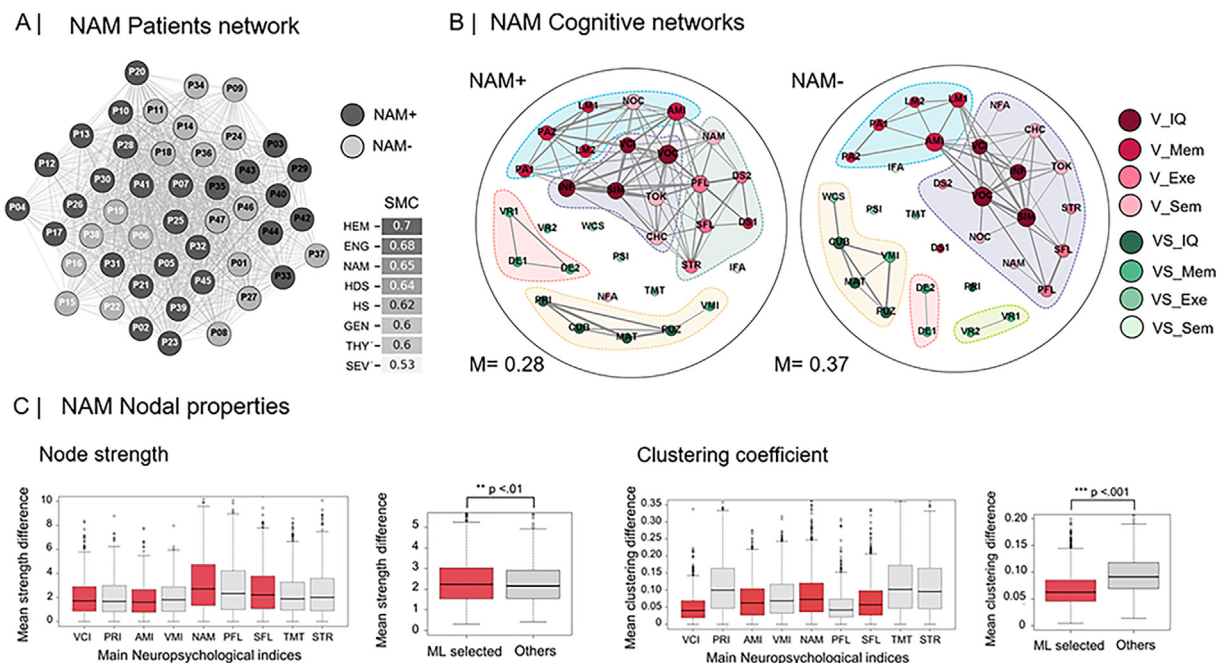 A | NAM Patients network
P20
P34
P09
P10
P11
P13
P14
P24
P28
P03
P12
P18
P36
P43
P29
P30
P41
P07
P35
P40
P04
P26
P19
P25
P47
P46
P42
P17
P38
P06
P32
P44
P16
P31
P05
P45
P01
P37
P33
P15
P22
P21
P39
P27
P02
P08
P23
NAM+
NAM-
SMC
HEM 0.7
ENG 0.68
NAM 0.65
HDS 0.64
HS 0.62
GEN 0.6
THY 0.6
SEV 0.53
B | NAM Cognitive networks
NAM+
LM1
NOC
AMI
PA2
LM2
VCI
VOC
NAM
PA1
INF
SIM
TOK
PFL
DS2
VR1
VR2
WCS
CHC
SFL
DS1
DE1
DE2
PSI
STR
IFA
PRI
NFA
TMT
VMI
CUB
MAT
PUZ
M= 0.28
NAM-
LM2
LM1
NFA
PA1
CHC
AMI
VCI
PA2
IFA
INF
TOK
DS2
WCS
PSI
TMT
VOC
SIM
STR
CUB
VMI
DS1
NOC
SFL
MAT
NAM
DE2
PRI
PFL
PUZ
DE1
VR2
VR1
M= 0.37
V_IQ
V_Mem
V_Exe
V_Sem
VS_IQ
VS_Mem
VS_Exe
VS_Sem
C | NAM Nodal properties
Node strength
Mean strength difference
10
8
6
4
2
0
VCI PRI AMI VMI NAM PFL SFL TMT STR
Main Neuropsychological indices
** p <.01
Mean strength difference
5
4
3
2
1
0
ML selected Others
Clustering coefficient
Mean clustering difference
0.35
0.30
0.25
0.20
0.15
0.10
0.05
0
VCI PRI AMI VMI NAM PFL SFL TMT STR
Main Neuropsychological indices
*** p <.001
Mean clustering difference
0.20
0.15
0.10
0.05
0.00
ML selected Others